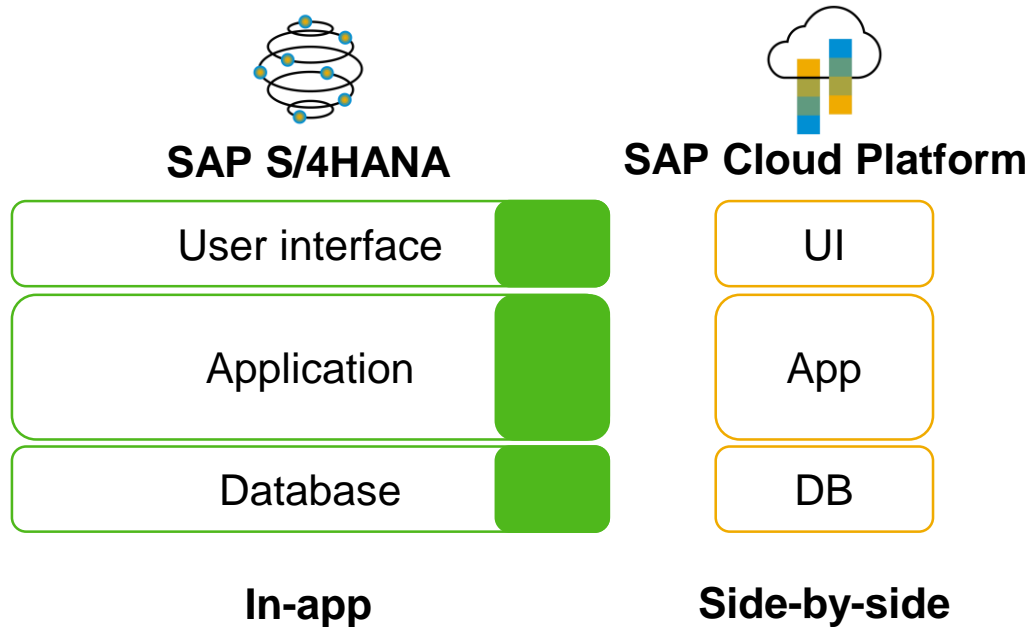 SAP S/4HANA
SAP Cloud Platform
User interface
UI
Application
App
Database
DB
In-app
Side-by-side